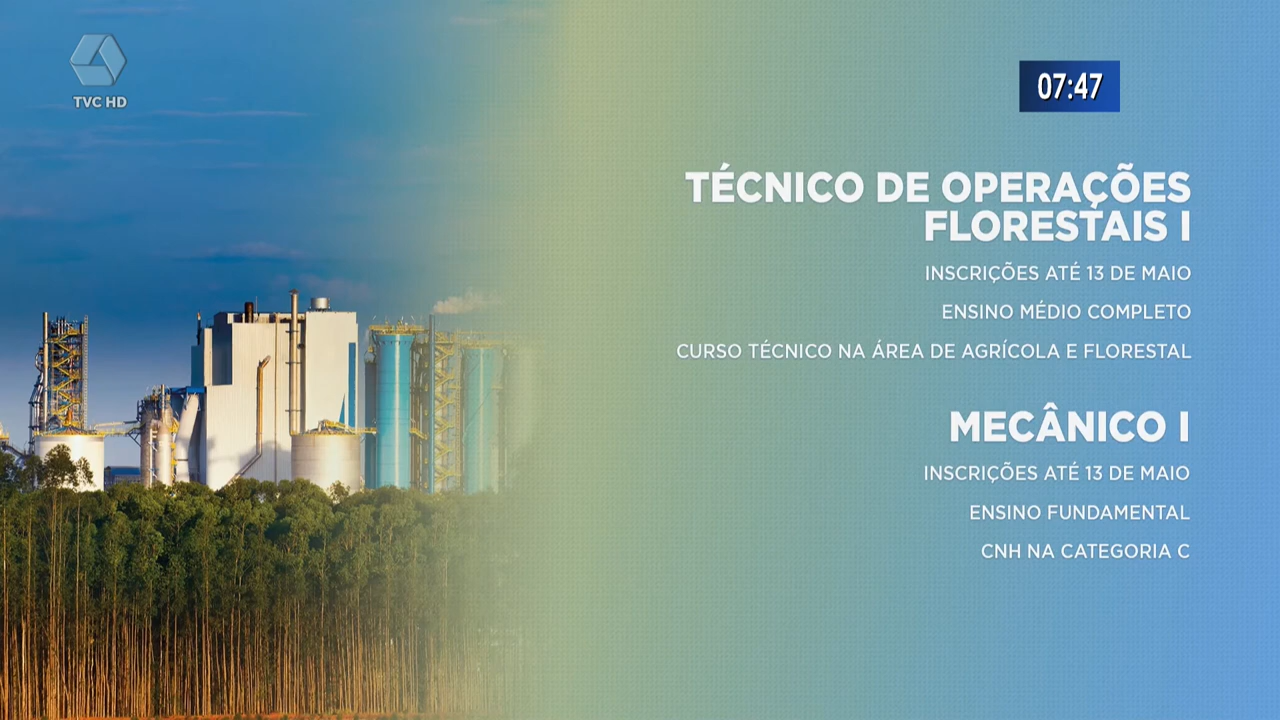 TVC HD
07:47
TÉCNICO DE OPERAÇÕES
FLORESTAIS I
INSCRIÇÕES ATÉ 13 DE MAIO
ENSINO MÉDIO COMPLETO
CURSO TÉCNICO NA ÁREA DE AGRÍCOLA E FLORESTAL
MECÂNICO I
INSCRIÇÕES ATÉ 13 DE MAIO
ENSINO FUNDAMENTAL
CNH NA CATEGORIA C